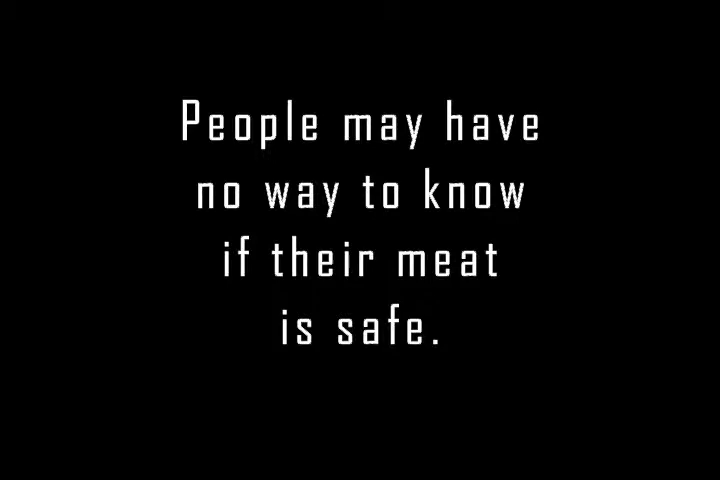 People may have
no way to know
if their meat
is safe.